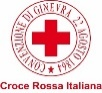 CONVENZIONE DI GINEVRA 22 AGOSTO 1864
Croce Rossa Italiana